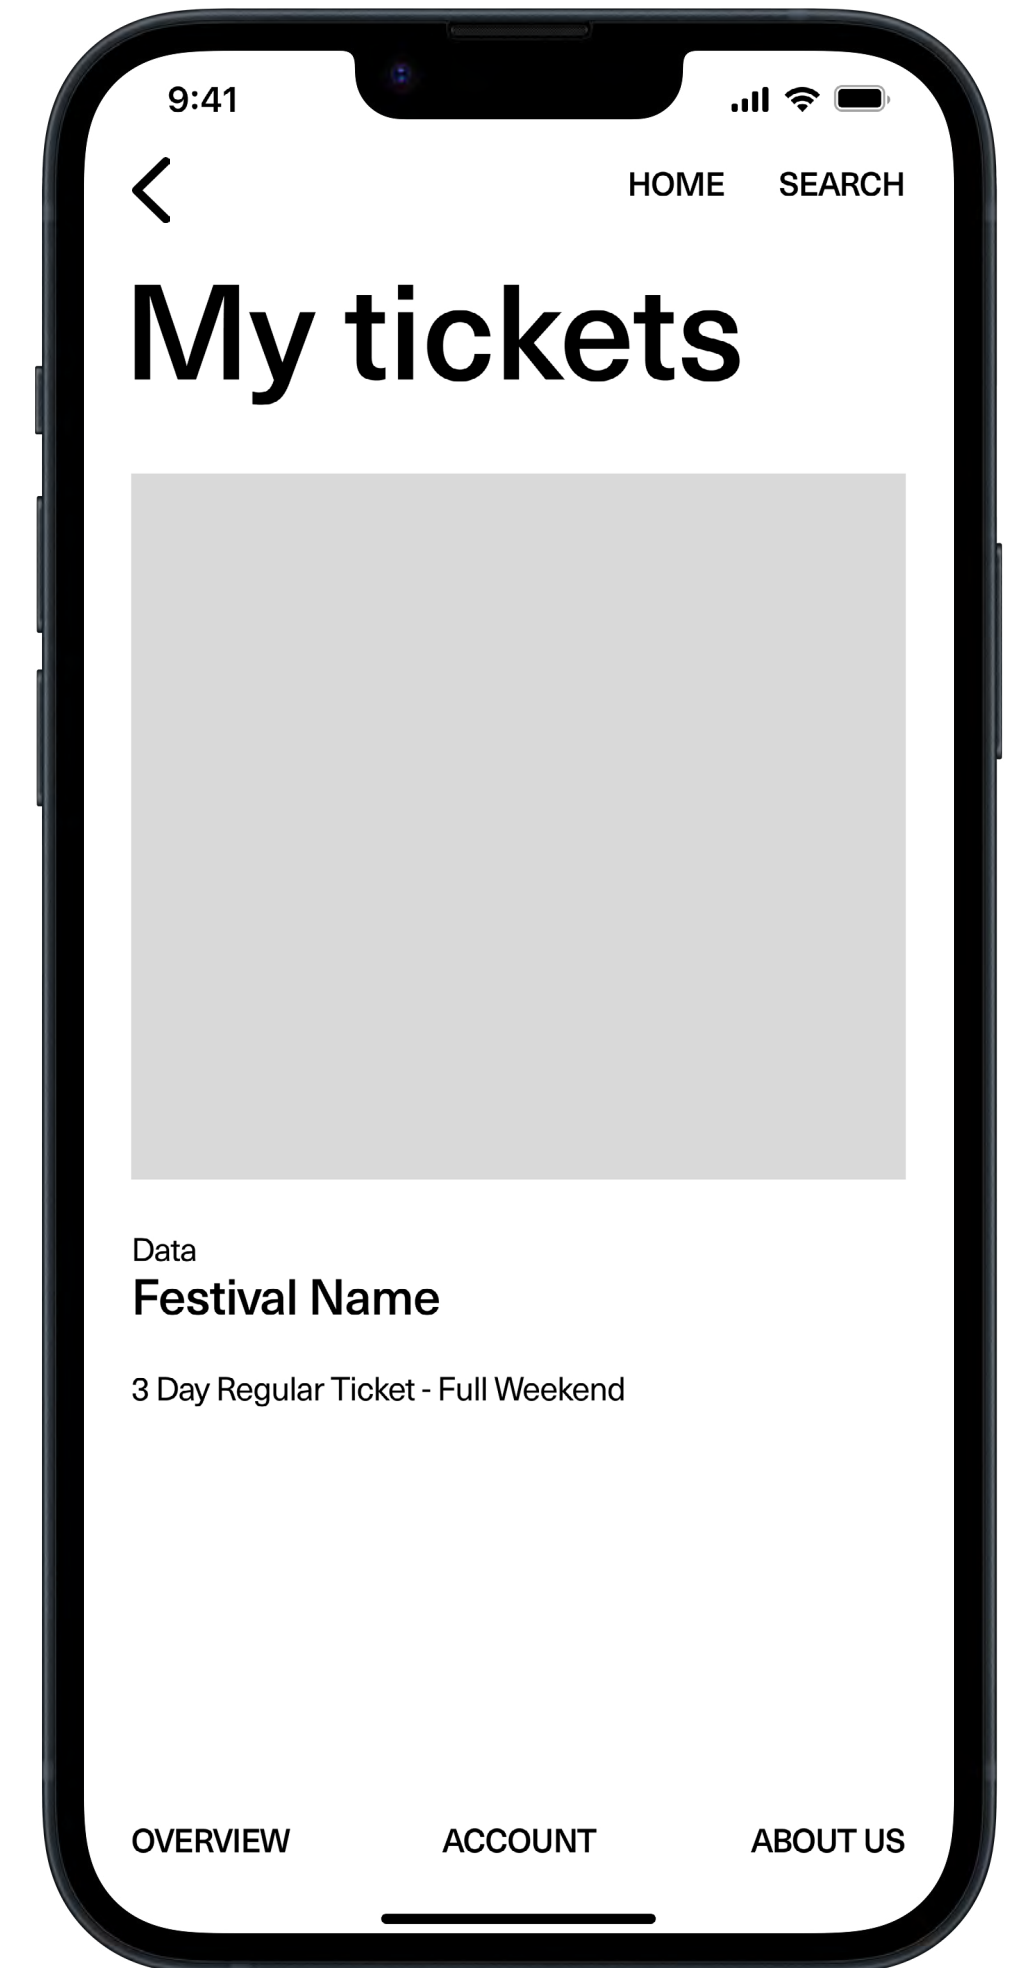 9:41
HOME SEARCH
My tickets
Data
Festival Name
3 Day Regular Ticket - Full Weekend
OVERVIEW ACCOUNT ABOUT US